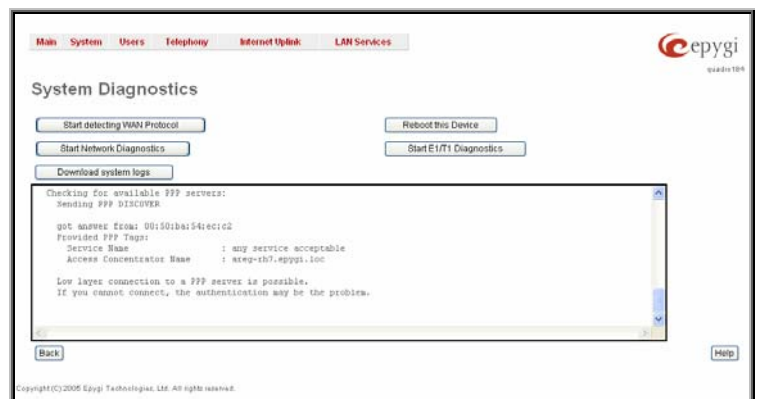 Main System Users Telephony Internet Uplink LAN Services
epygi
System Diagnostics
Start detecting WAN Protocol
Reboot this Device
Start Network Diagnostics
Start E1/T1 Diagnostics
Download system logs
Checking for available PPP servers:
Sending PPP DISCOVER
got answer from: 00:50:ba:54:ec:c2
Provided PPP Tags:
Service Name : any service acceptable
Access Concentrator Name : areg-rh7.epygi.loc
Low layer connection to a PPP server is possible.
If you cannot connect, the authentication may be the problem.
Back
Help
Copyright (C) 2005 Epygi Technologies, Ltd. All rights reserved.